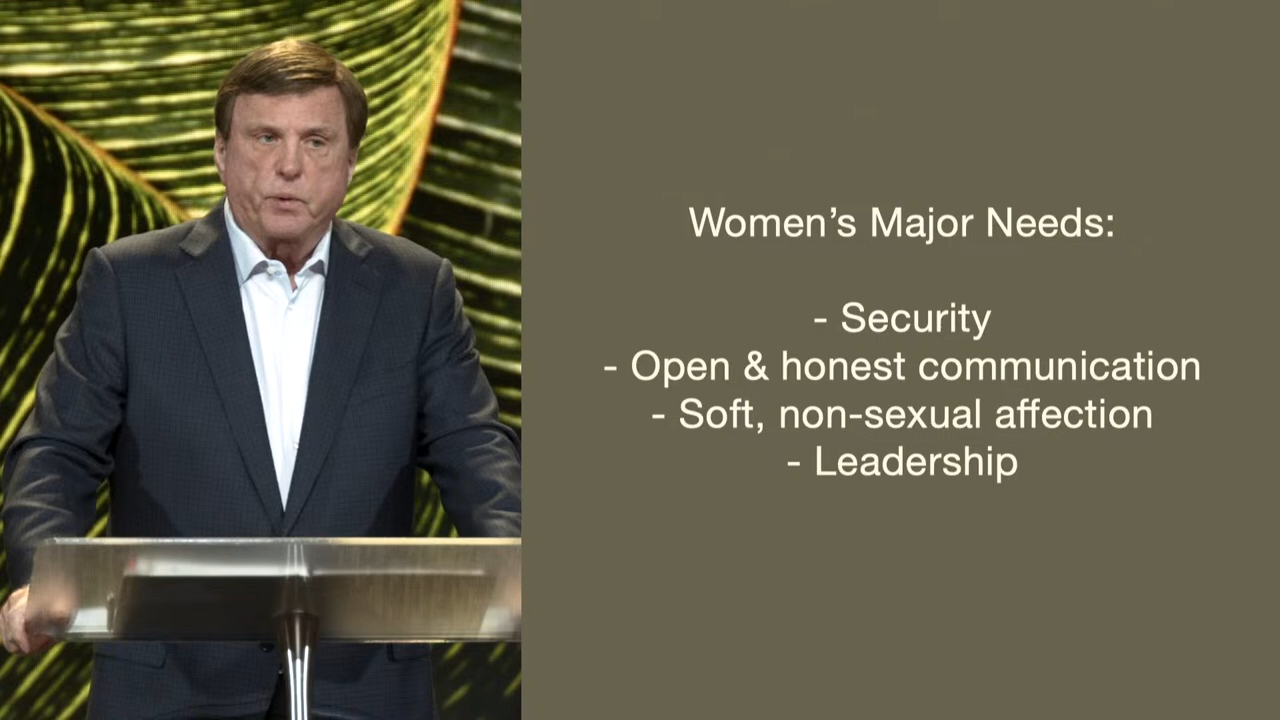 Women’s Major Needs:
- Security
- Open & honest communication
- Soft, non-sexual affection
- Leadership